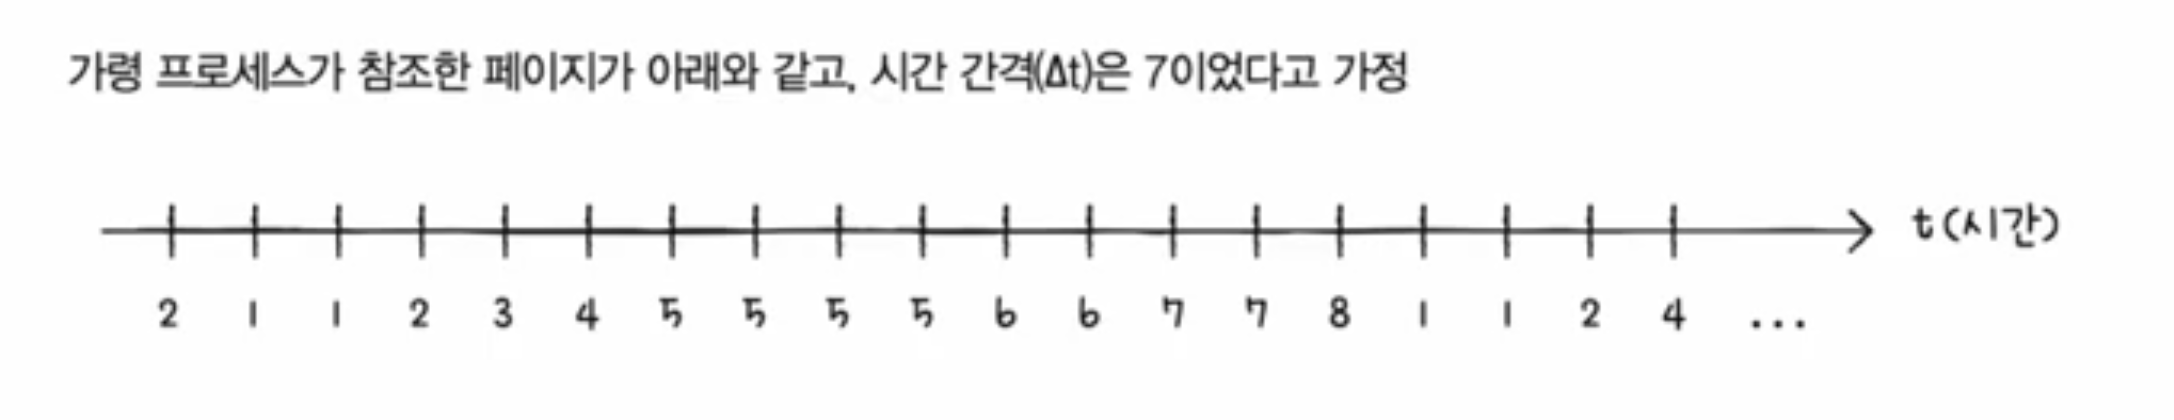 가령 프로세스가 참조한 페이지가 아래와 같고, 시간 간격(Δt)은 7이었다고 가정
t(시간)
2 1 1 2 3 4 5 5 5 5 6 6 7 7 8 1 1 2 4 ...